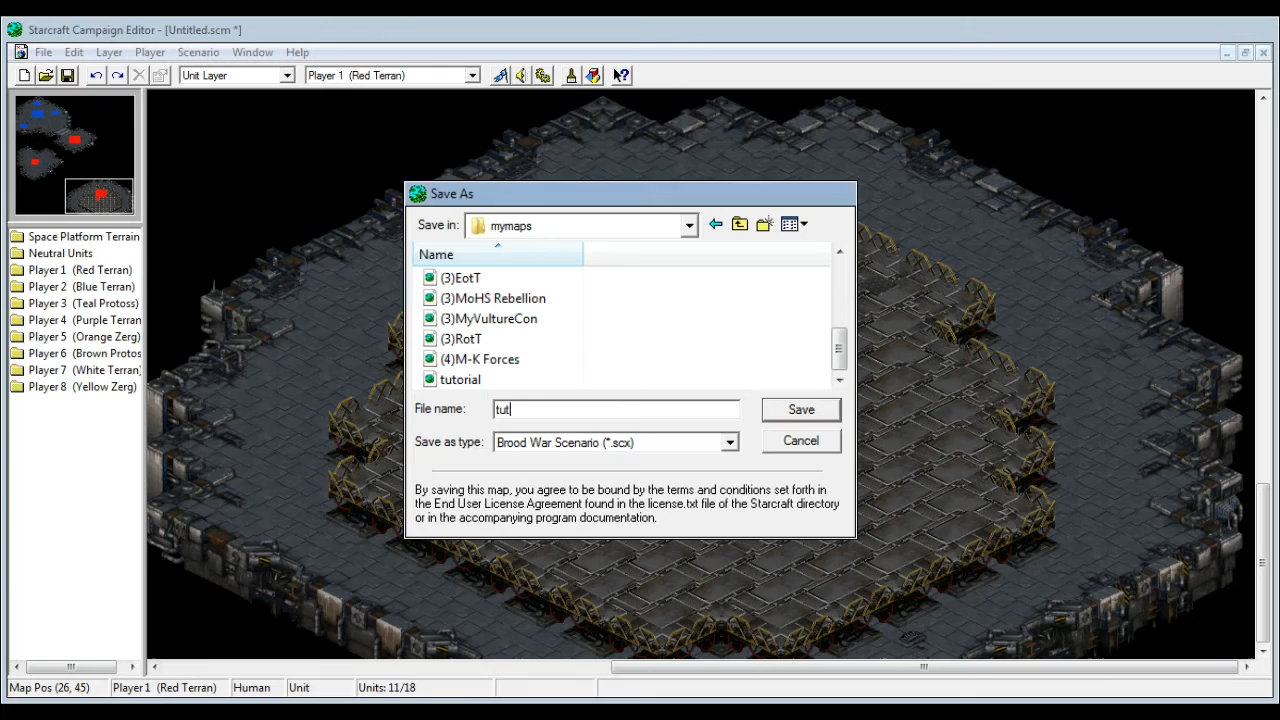 Starcraft Campaign Editor - [Untitled.scm *]
File Edit Layer Player Scenario Window Help
Unit Layer Player 1 (Red Terran)
Space Platform Terrain
Neutral Units
Player 1 (Red Terran)
Player 2 (Blue Terran)
Player 3 (Teal Protoss)
Player 4 (Purple Terran
Player 5 (Orange Zerg)
Player 6 (Brown Protos
Player 7 (White Terran)
Player 8 (Yellow Zerg)
Save As
Save in: mymaps
Name
(3)EotT
(3)MoHS Rebellion
(3)MyVultureCon
(3)RotT
(4)M-K Forces
tutorial
File name: tut Save
Save as type: Brood War Scenario (*.scx) Cancel
By saving this map, you agree to be bound by the terms and conditions set forth in
the End User License Agreement found in the license.txt file of the Starcraft directory
or in the accompanying program documentation.
Map Pos (26, 45) Player 1 (Red Terran) Human Unit Units: 11/18